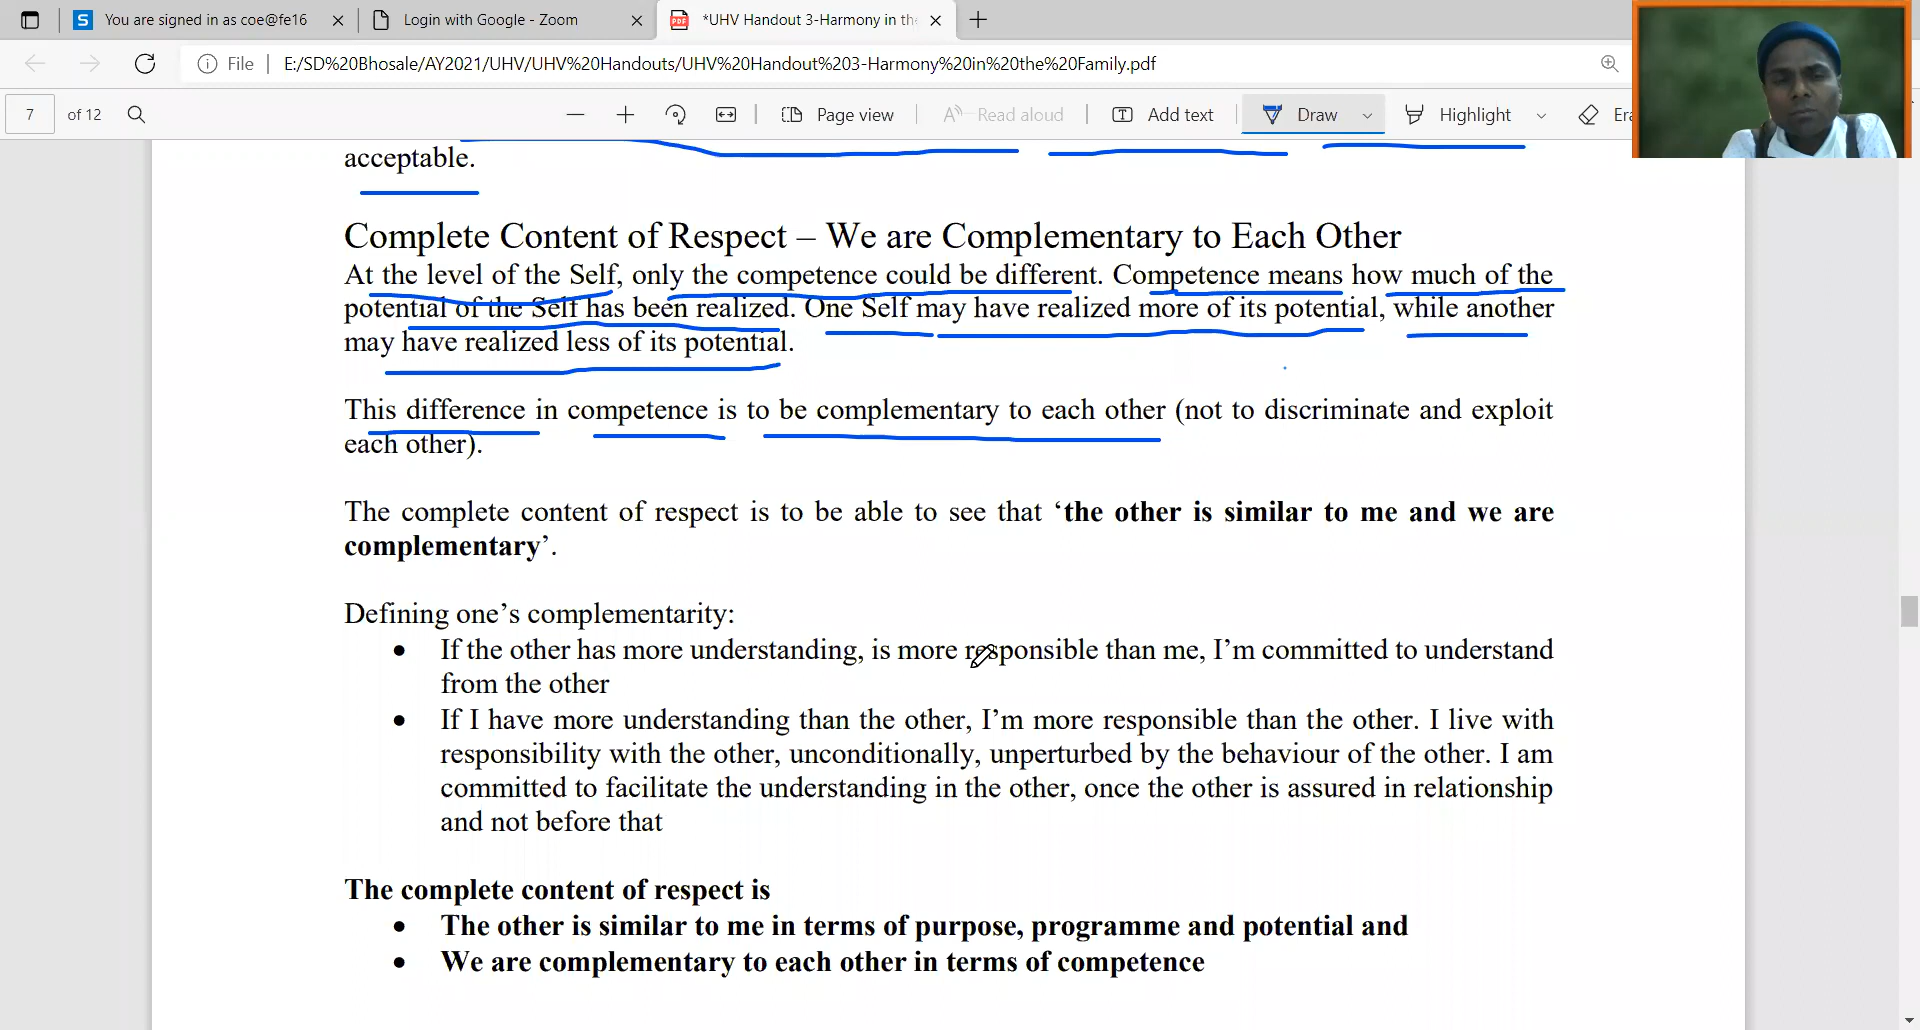 You are signed in as coe@fe16
Login with Google - Zoom
*UHV Handout 3-Harmony in the
File
E:/SD%20Bhosale/AY2021/UHV/UHV%20Handouts/UHV%20Handout%203-Harmony%20in%20the%20Family.pdf
7 of 12
Page view
Read aloud
Add text
Draw
Highlight
acceptable.
Complete Content of Respect – We are Complementary to Each Other
At the level of the Self, only the competence could be different. Competence means how much of the
potential of the Self has been realized. One Self may have realized more of its potential, while another
may have realized less of its potential.
This difference in competence is to be complementary to each other (not to discriminate and exploit
each other).
The complete content of respect is to be able to see that ‘the other is similar to me and we are
complementary’.
Defining one’s complementarity:
• If the other has more understanding, is more responsible than me, I’m committed to understand
from the other
• If I have more understanding than the other, I’m more responsible than the other. I live with
responsibility with the other, unconditionally, unperturbed by the behaviour of the other. I am
committed to facilitate the understanding in the other, once the other is assured in relationship
and not before that
The complete content of respect is
• The other is similar to me in terms of purpose, programme and potential and
• We are complementary to each other in terms of competence